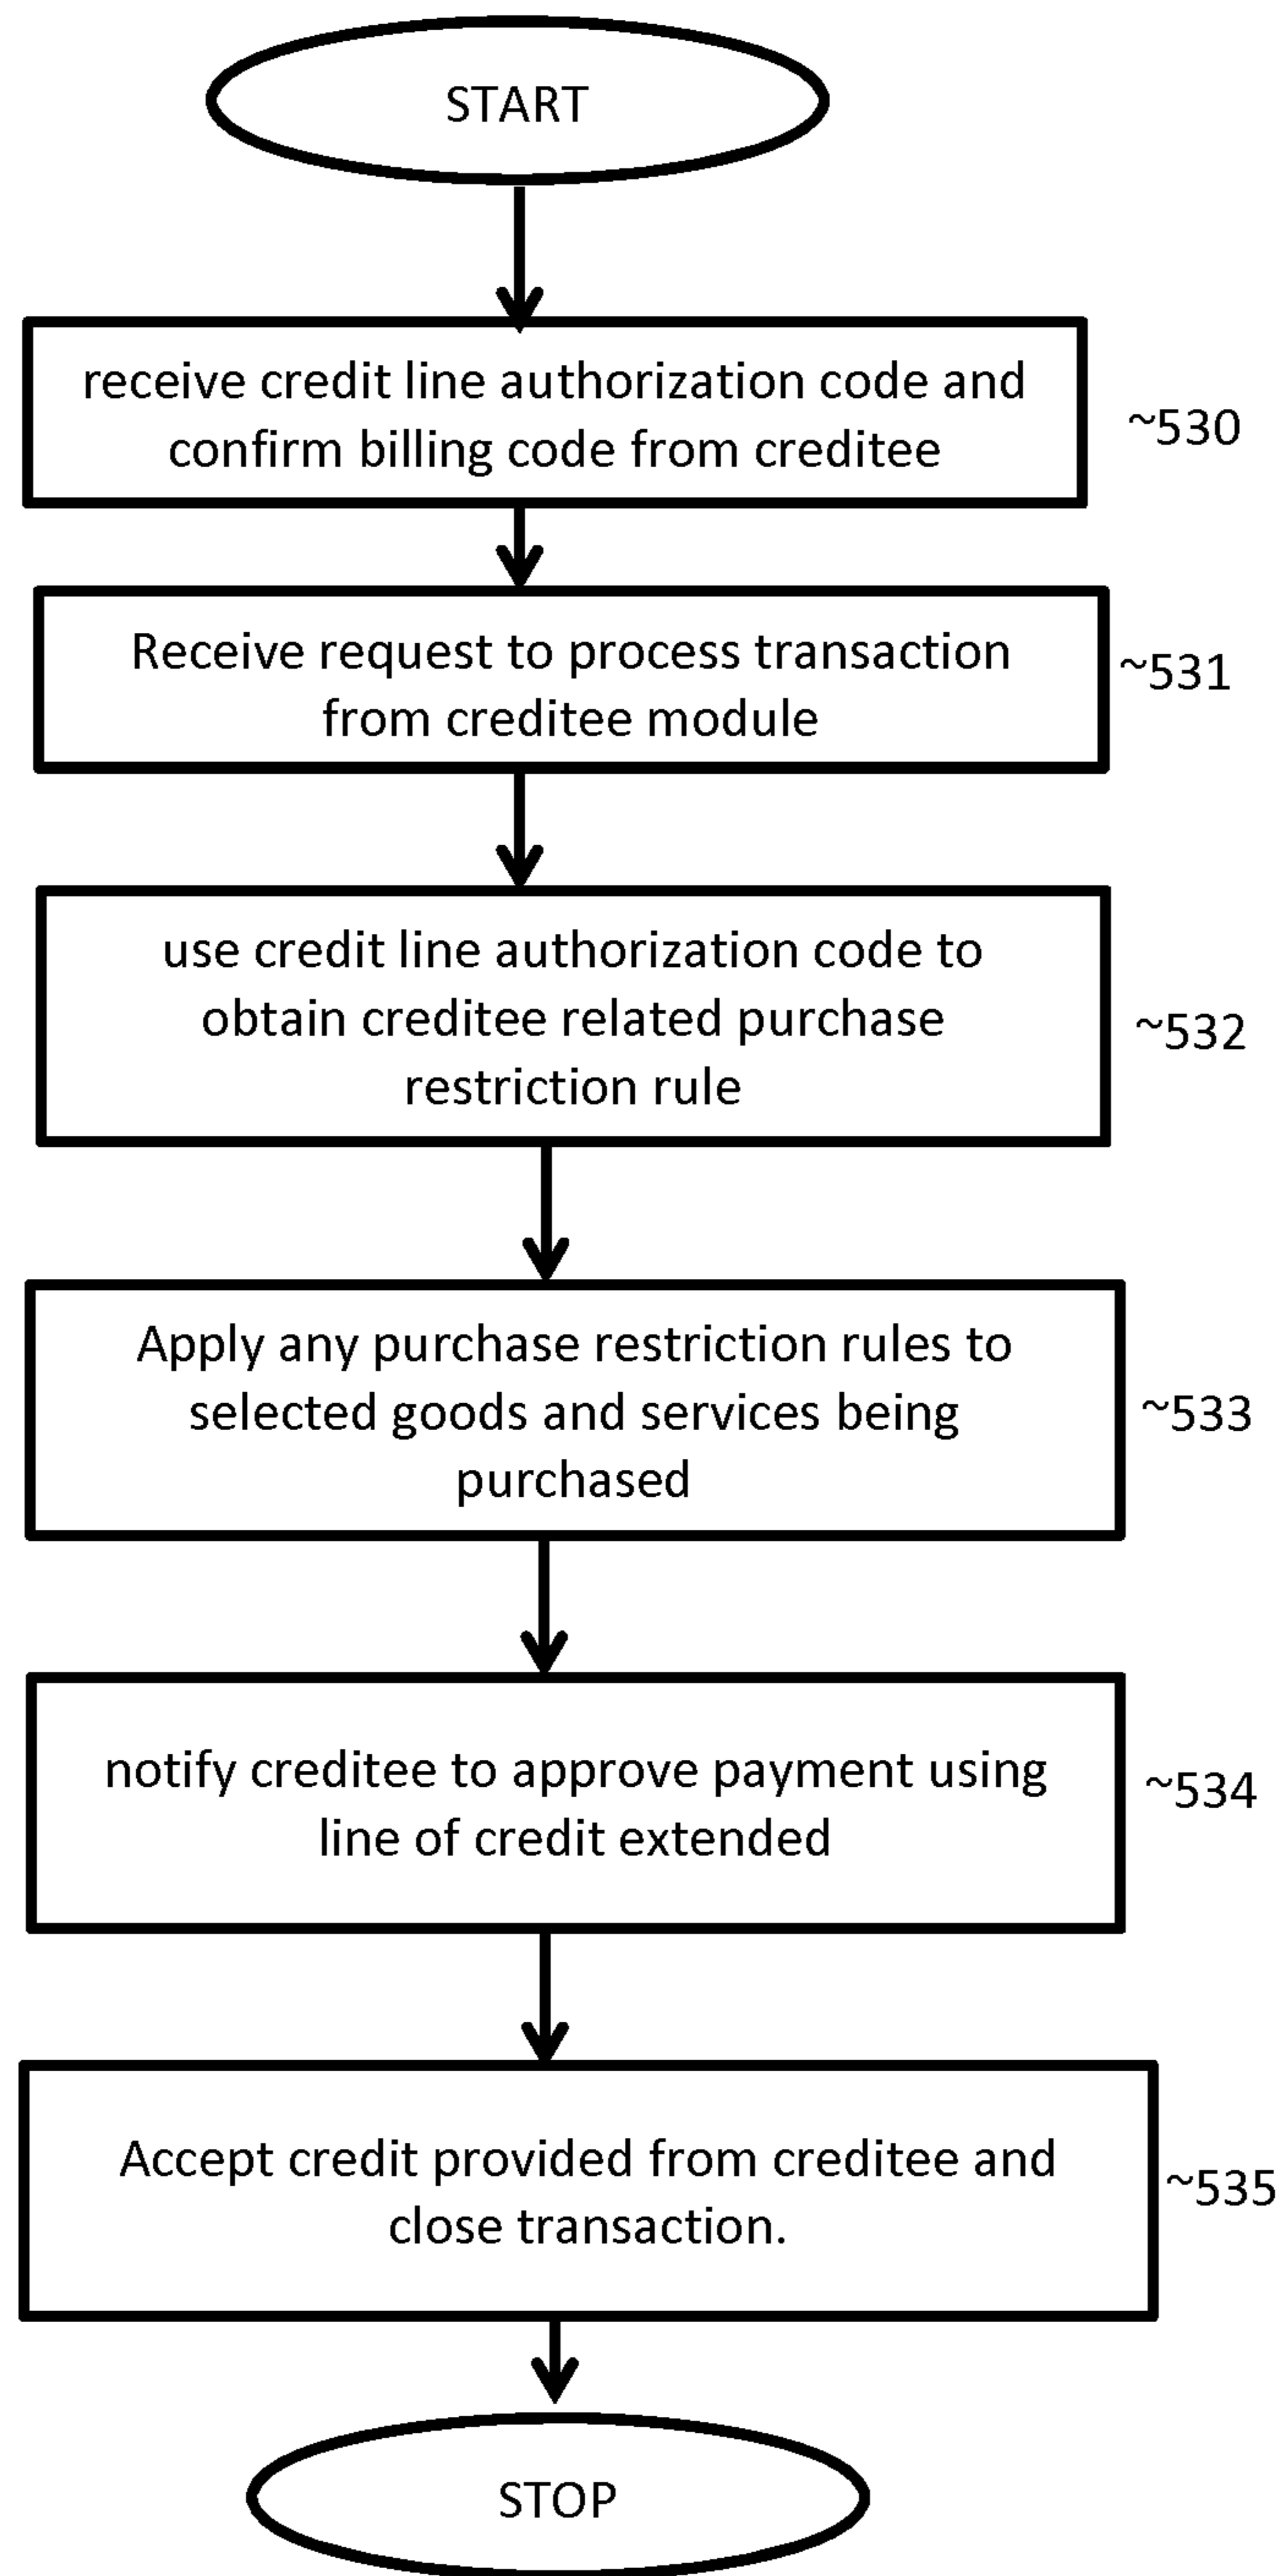 START
receive credit line authorization code and
confirm billing code from creditee
~530
Receive request to process transaction
from creditee module
~531
use credit line authorization code to
obtain creditee related purchase
restriction rule
~532
Apply any purchase restriction rules to
selected goods and services being
purchased
~533
notify creditee to approve payment using
line of credit extended
~534
Accept credit provided from creditee and
close transaction.
~535
STOP